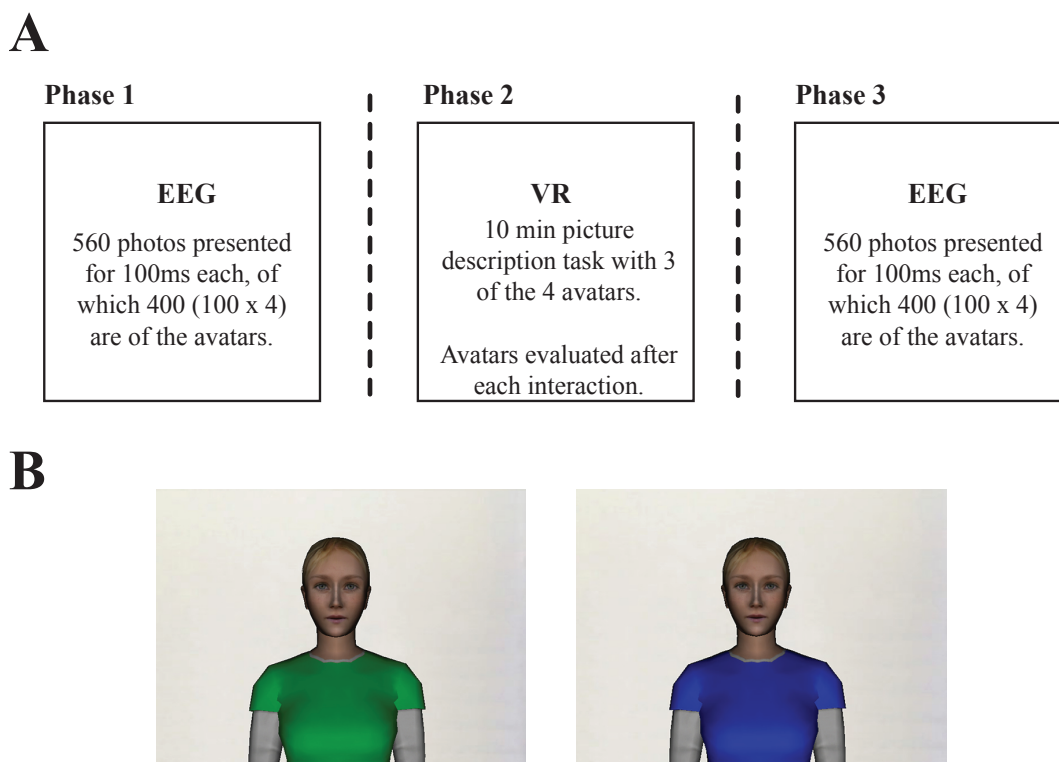 A
Phase 1
Phase 2
Phase 3
EEG
560 photos presented
for 100ms each, of
which 400 (100 x 4)
are of the avatars.
VR
10 min picture
description task with 3
of the 4 avatars.
Avatars evaluated after
each interaction.
EEG
560 photos presented
for 100ms each, of
which 400 (100 x 4)
are of the avatars.
B